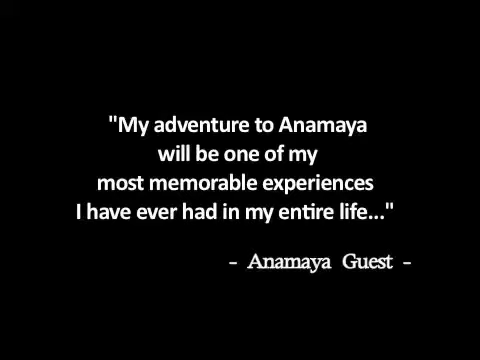 "My adventure to Anamaya
will be one of my
most memorable experiences
I have ever had in my entire life..."
- Anamaya Guest -